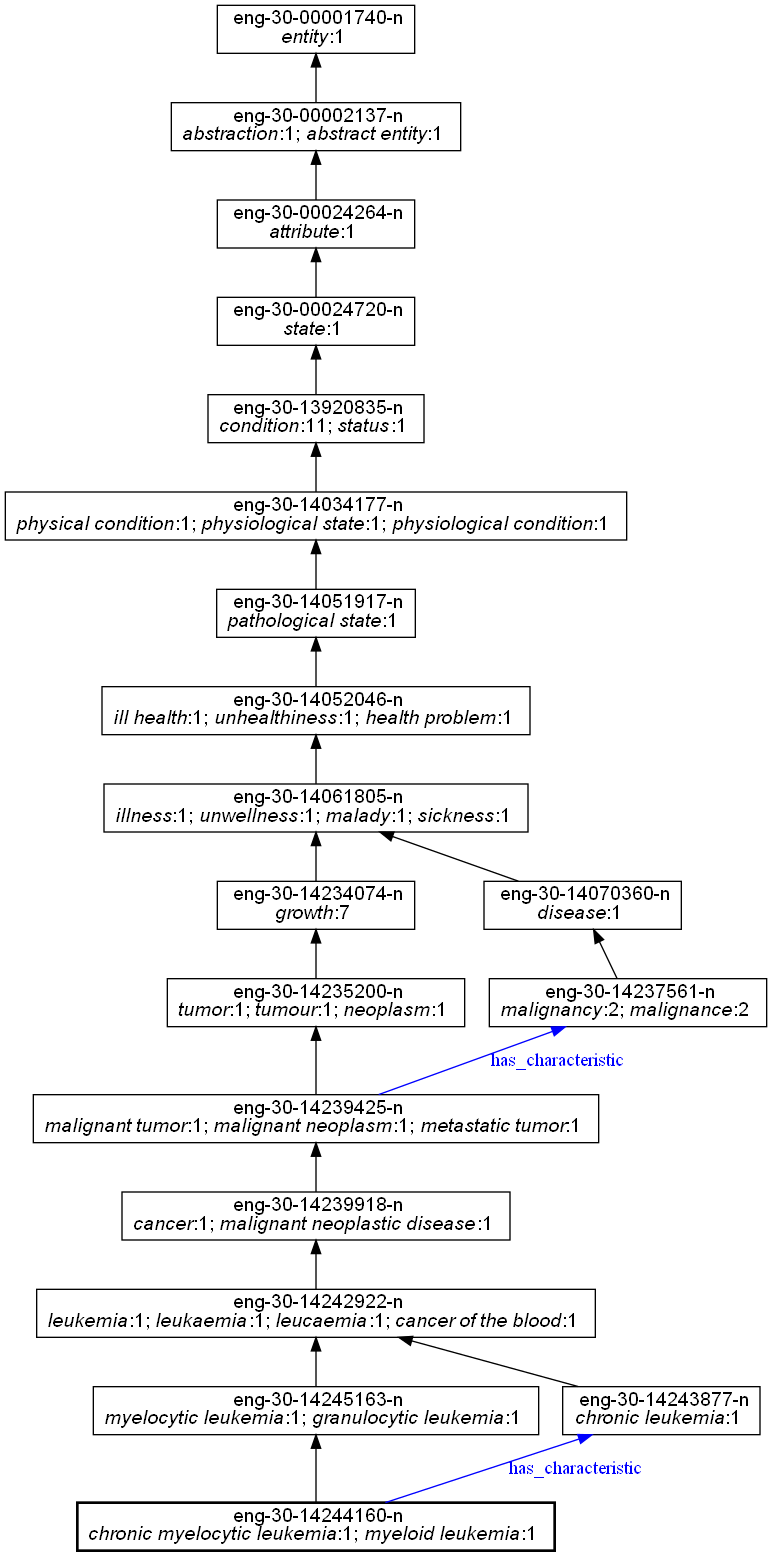 eng-30-00001740-n
entity:1
eng-30-00002137-n
abstraction:1; abstract entity:1
eng-30-00024264-n
attribute:1
eng-30-00024720-n
state:1
eng-30-13920835-n
condition:11; status:1
eng-30-14034177-n
physical condition:1; physiological state:1; physiological condition:1
eng-30-14051917-n
pathological state:1
eng-30-14052046-n
ill health:1; unhealthiness:1; health problem:1
eng-30-14061805-n
illness:1; unwellness:1; malady:1; sickness:1
eng-30-14234074-n
growth:7
eng-30-14070360-n
disease:1
eng-30-14235200-n
tumor:1; tumour:1; neoplasm:1
eng-30-14237561-n
malignancy:2; malignance:2
has_characteristic
eng-30-14239425-n
malignant tumor:1; malignant neoplasm:1; metastatic tumor:1
eng-30-14239918-n
cancer:1; malignant neoplastic disease:1
eng-30-14242922-n
leukemia:1; leukaemia:1; leucaemia:1; cancer of the blood:1
eng-30-14245163-n
myelocytic leukemia:1; granulocytic leukemia:1
eng-30-14243877-n
chronic leukemia:1
has_characteristic
eng-30-14244160-n
chronic myelocytic leukemia:1; myeloid leukemia:1